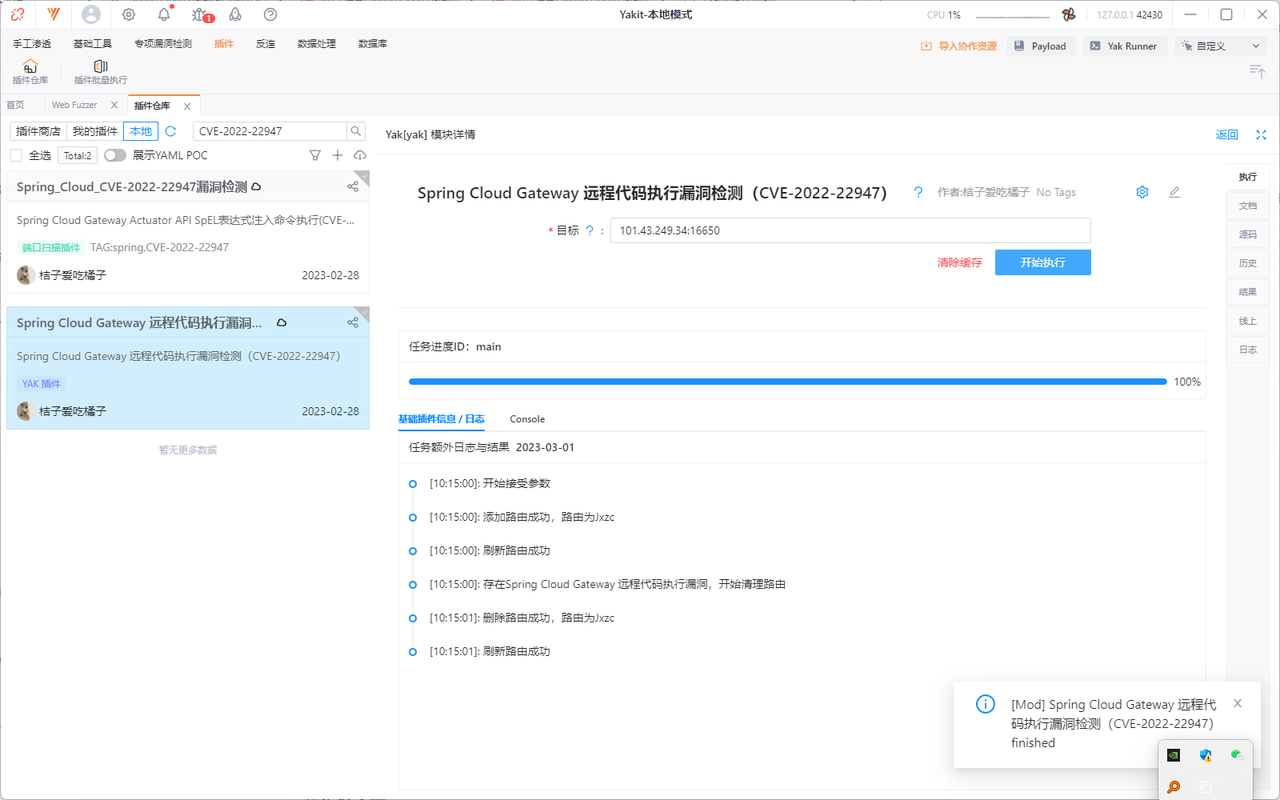 Yakit-本地模式
CPU 1%
127.0.0.1 42430
1
手工渗透 基础工具 专项漏洞检测 插件 反连 数据处理 数据库
导入协作资源 Payload Yak Runner 自定义
插件仓库 插件批量执行
首页 Web Fuzzer 插件仓库
插件商店 我的插件 本地 CVE-2022-22947
全选 Total:2 展示YAML POC
Spring_Cloud_CVE-2022-22947漏洞检测
Spring Cloud Gateway Actuator API SpEL表达式注入命令执行(CVE-...
端口扫描插件 TAG:spring,CVE-2022-22947
桔子爱吃橘子 2023-02-28
Spring Cloud Gateway 远程代码执行漏洞...
Spring Cloud Gateway 远程代码执行漏洞检测（CVE-2022-22947）
YAK 插件
桔子爱吃橘子 2023-02-28
暂无更多数据
Yak[yak] 模块详情
返回
Spring Cloud Gateway 远程代码执行漏洞检测（CVE-2022-22947） ? 作者:桔子爱吃橘子 No Tags
* 目标 ? : 101.43.249.34:16650
清除缓存 开始执行
任务进度ID：main
100%
基础插件信息 / 日志 Console
任务额外日志与结果 2023-03-01
[10:15:00]: 开始接受参数
[10:15:00]: 添加路由成功，路由为Jxzc
[10:15:00]: 刷新路由成功
[10:15:00]: 存在Spring Cloud Gateway 远程代码执行漏洞，开始清理路由
[10:15:01]: 删除路由成功，路由为Jxzc
[10:15:01]: 刷新路由成功
执行
文档
源码
历史
结果
线上
日志
[Mod] Spring Cloud Gateway 远程代
码执行漏洞检测（CVE-2022-22947）
finished